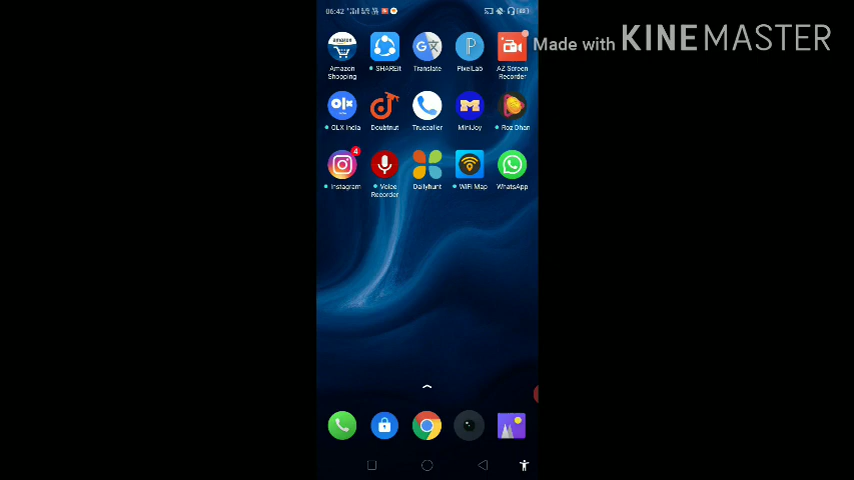 06:42
Made with KINEMASTER
amazon
Amazon Shopping
SHAREit
Translate
PixelLab
AZ Screen Recorder
olx
OLX India
Doubtnut
Truecaller
MiniJoy
Roz Dhan
4
Instagram
Voice Recorder
Dailyhunt
WiFi Map
WhatsApp